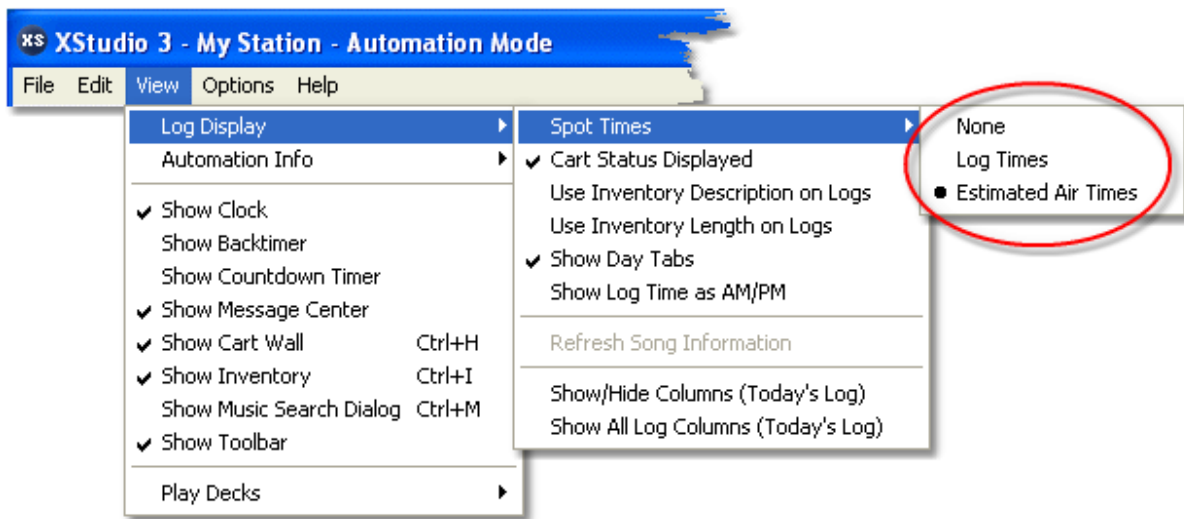 XS XStudio 3 - My Station - Automation Mode
File Edit View Options Help
Log Display
Automation Info
Show Clock
Show Backtimer
Show Countdown Timer
Show Message Center
Show Cart Wall Ctrl+H
Show Inventory Ctrl+I
Show Music Search Dialog Ctrl+M
Show Toolbar
Play Decks
Spot Times
Cart Status Displayed
Use Inventory Description on Logs
Use Inventory Length on Logs
Show Day Tabs
Show Log Time as AM/PM
Refresh Song Information
Show/Hide Columns (Today's Log)
Show All Log Columns (Today's Log)
None
Log Times
Estimated Air Times